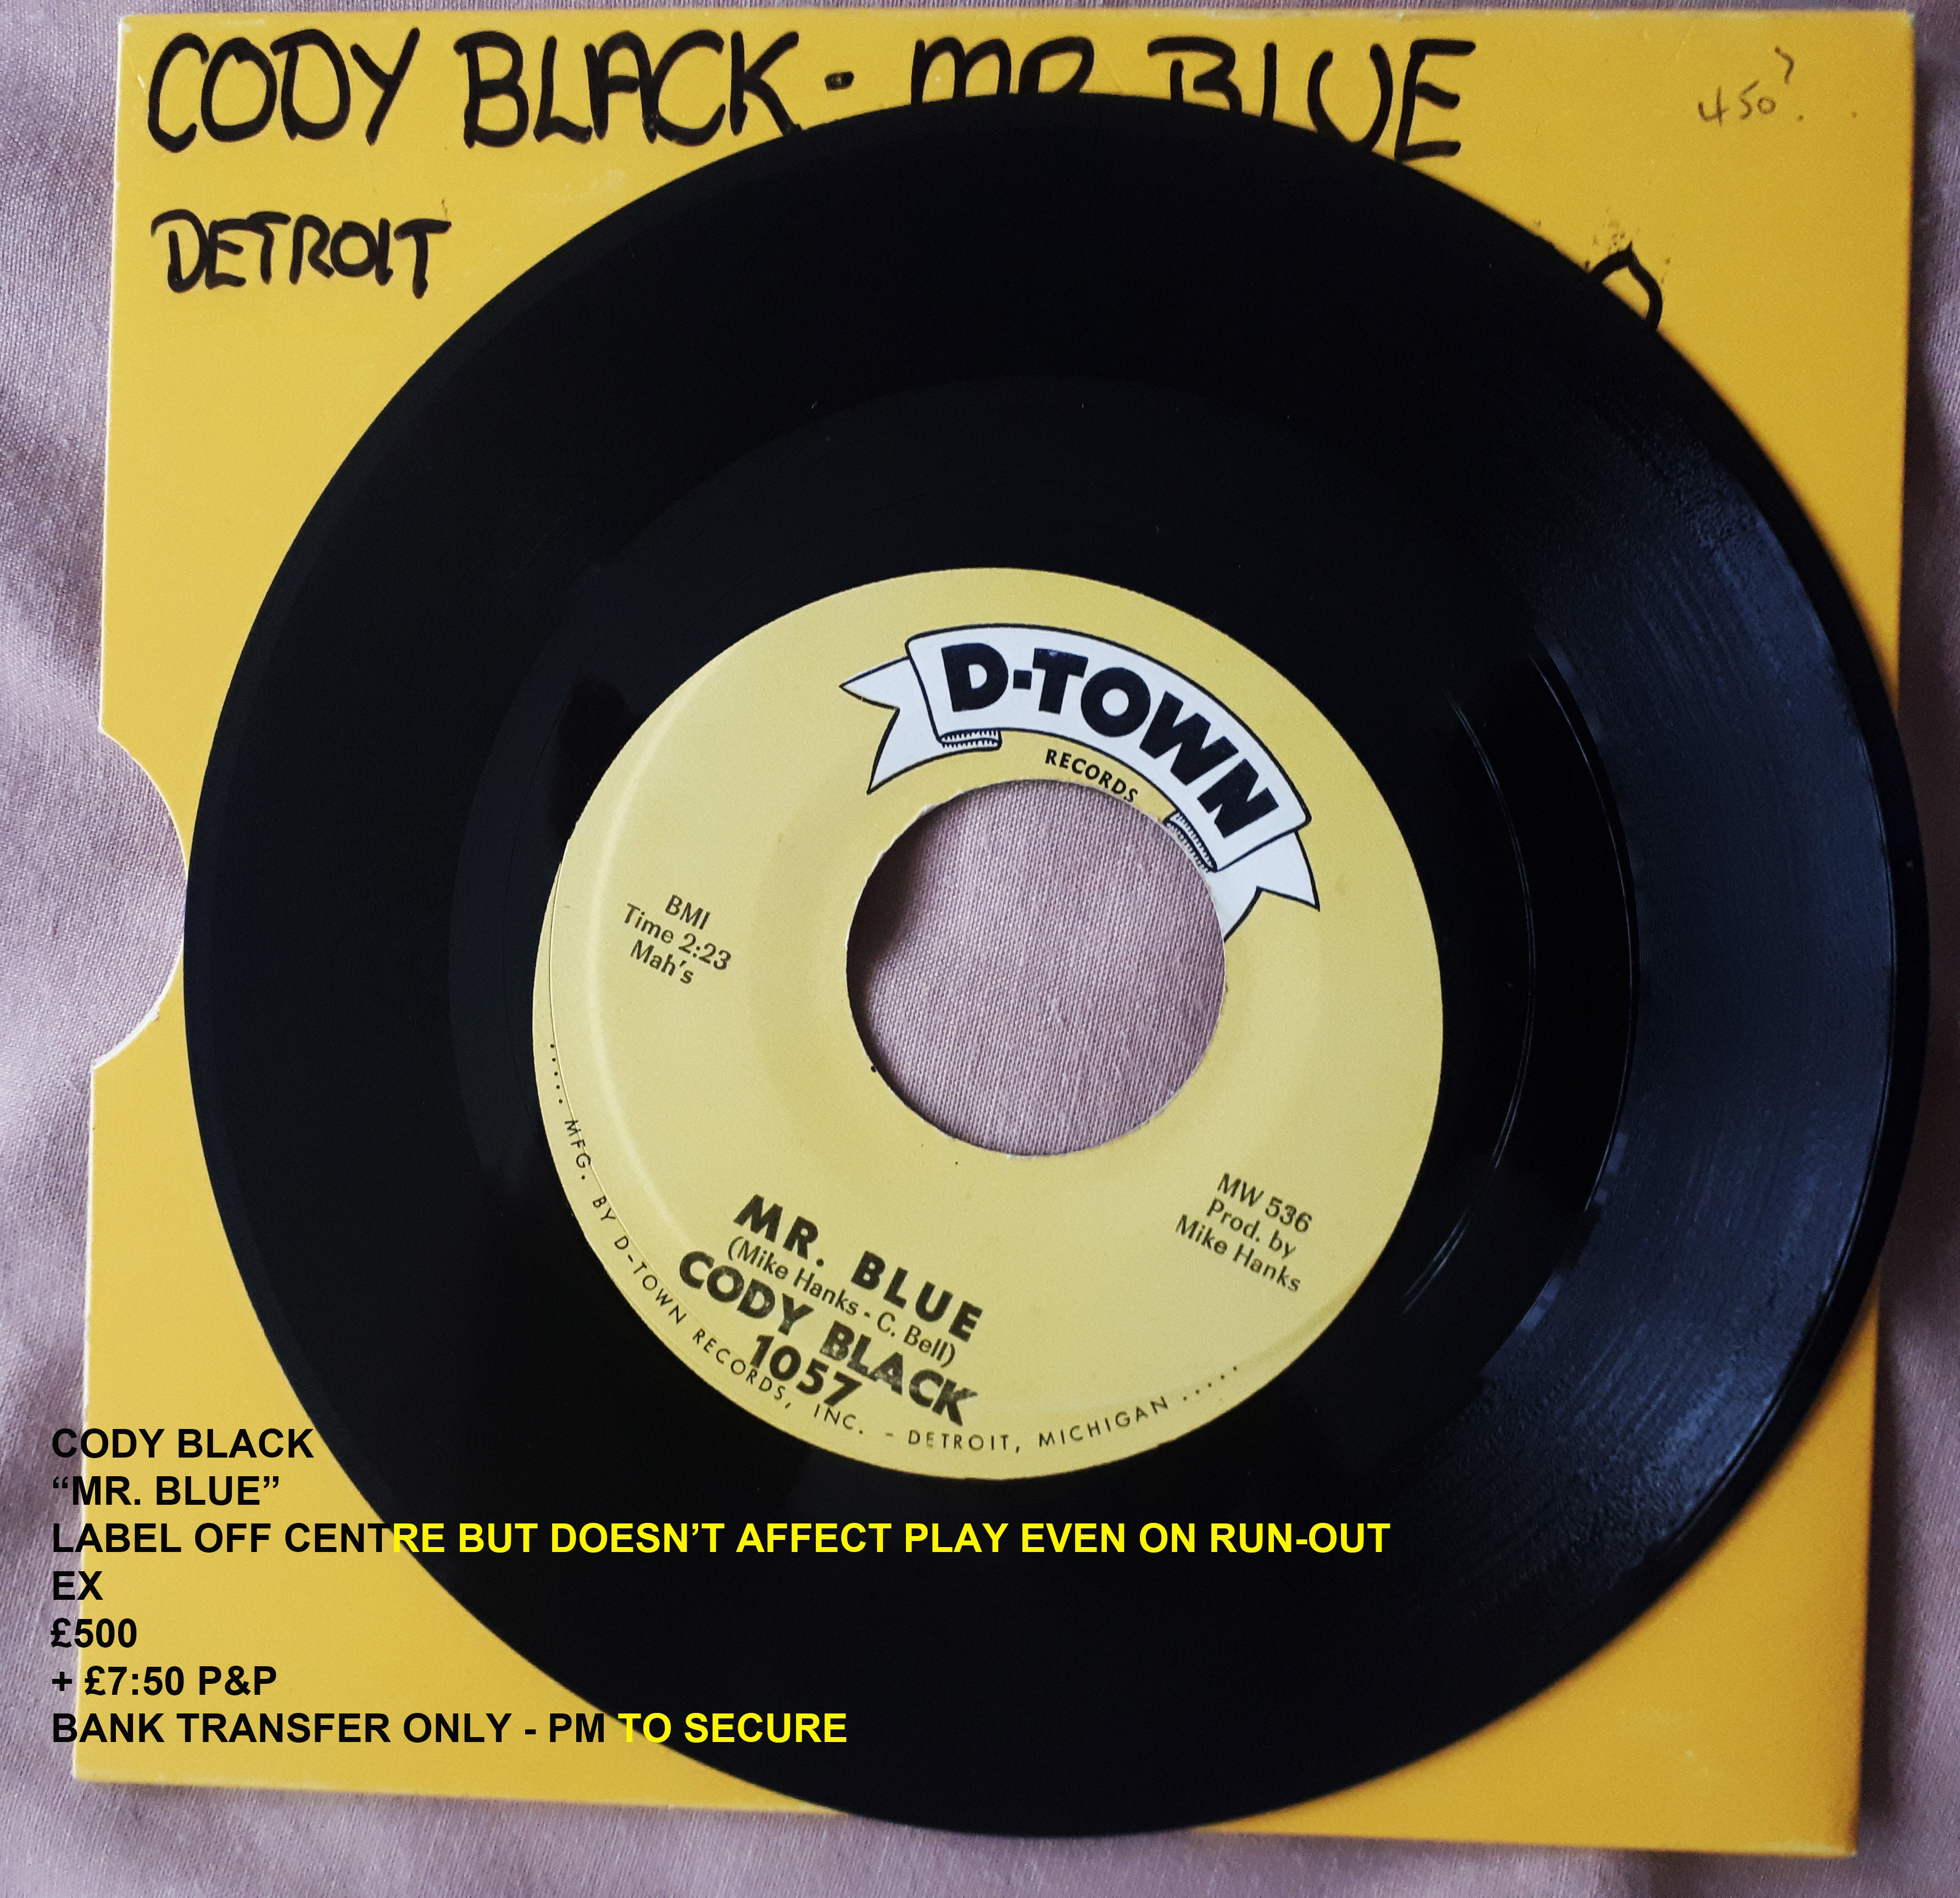 CODY BLACK - MR BLUE
450?
DETROIT
D-TOWN
RECORDS
BMI
Time 2:23
Mah's
MW 536
Prod. by
Mike Hanks
MR. BLUE
(Mike Hanks - C. Bell)
CODY BLACK
1057
..... MFG. BY D-TOWN RECORDS, INC. - DETROIT, MICHIGAN .....
CODY BLACK
“MR. BLUE”
LABEL OFF CENTRE BUT DOESN’T AFFECT PLAY EVEN ON RUN-OUT
EX
£500
+ £7:50 P&P
BANK TRANSFER ONLY - PM TO SECURE